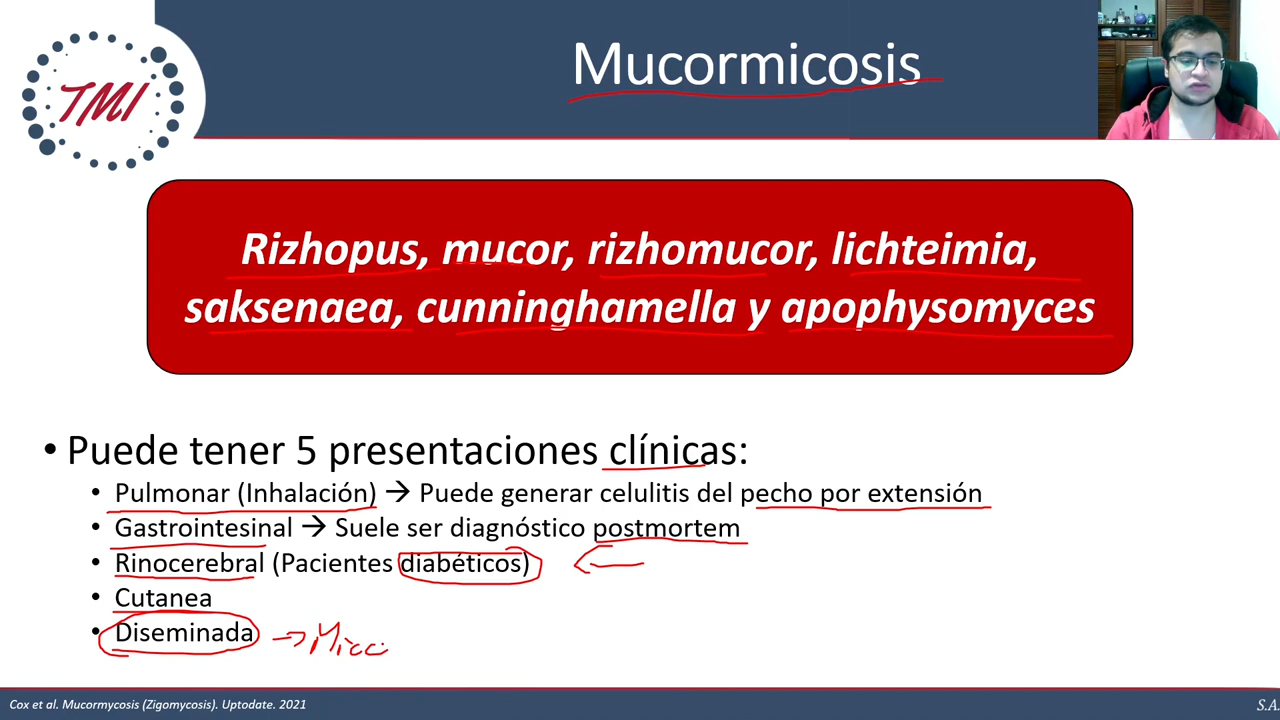 TMI
Mucormicosis
Rizhopus, mucor, rizhomucor, lichteimia,
saksenaea, cunninghamella y apophysomyces
• Puede tener 5 presentaciones clínicas:
• Pulmonar (Inhalación) → Puede generar celulitis del pecho por extensión
• Gastrointestinal → Suele ser diagnóstico postmortem
• Rinocerebral (Pacientes diabéticos)
• Cutanea
• Diseminada
Cox et al. Mucormycosis (Zigomycosis). Uptodate. 2021
S.A.